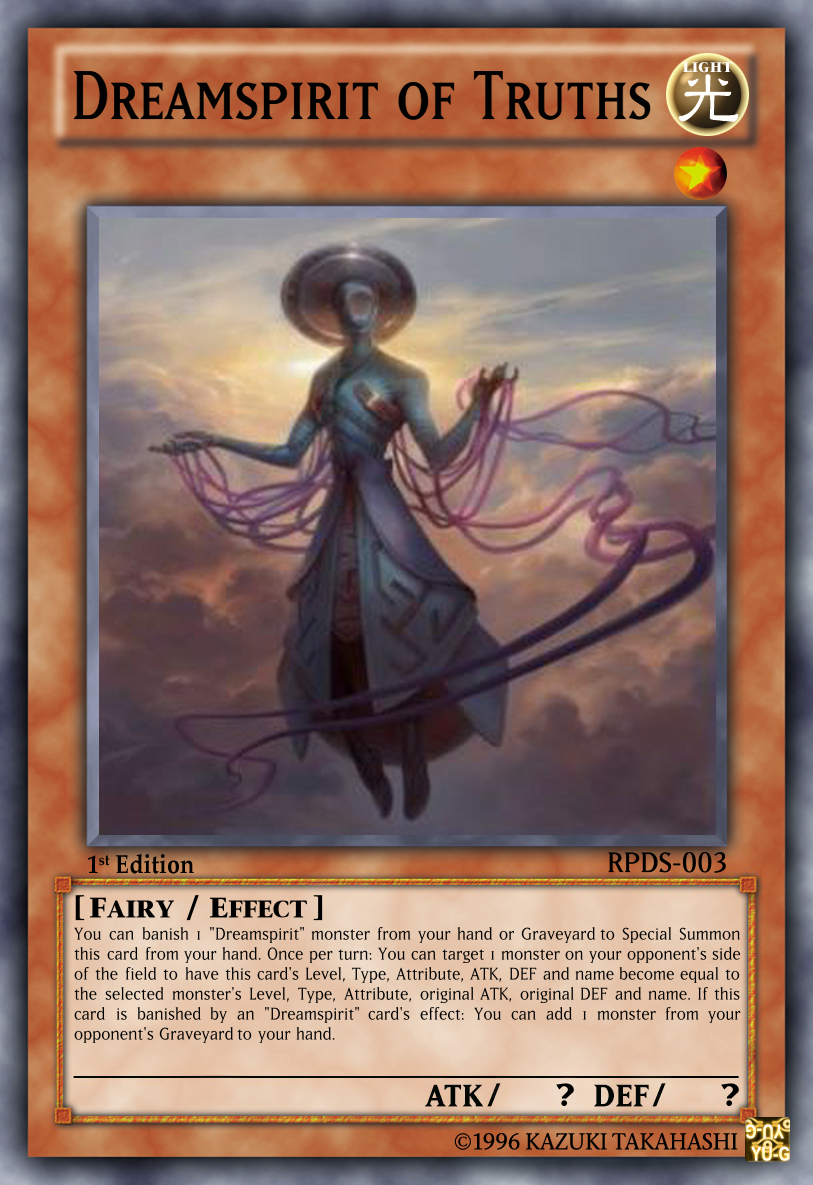 Dreamspirit of Truths
LIGHT
光
1st Edition
RPDS-003
[ Fairy / Effect ]
You can banish 1 "Dreamspirit" monster from your hand or Graveyard to Special Summon
this card from your hand. Once per turn: You can target 1 monster on your opponent's side
of the field to have this card's Level, Type, Attribute, ATK, DEF and name become equal to
the selected monster's Level, Type, Attribute, original ATK, original DEF and name. If this
card is banished by an "Dreamspirit" card's effect: You can add 1 monster from your
opponent's Graveyard to your hand.
ATK/ ? DEF/ ?
©1996 KAZUKI TAKAHASHI